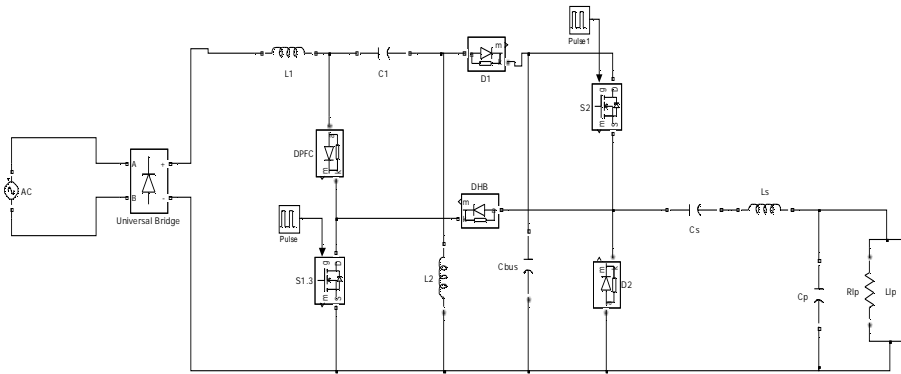 Pulse1
L1
C1
m
D1
g
D
S2
m
S
DPFC
a
m
k
DHB
m
k
a
A
+
B
-
AC
Universal Bridge
Pulse
g
D
S1.3
m
S
L2
Cbus
m
k
D2
a
Cs
Ls
Cp
Rlp
Llp